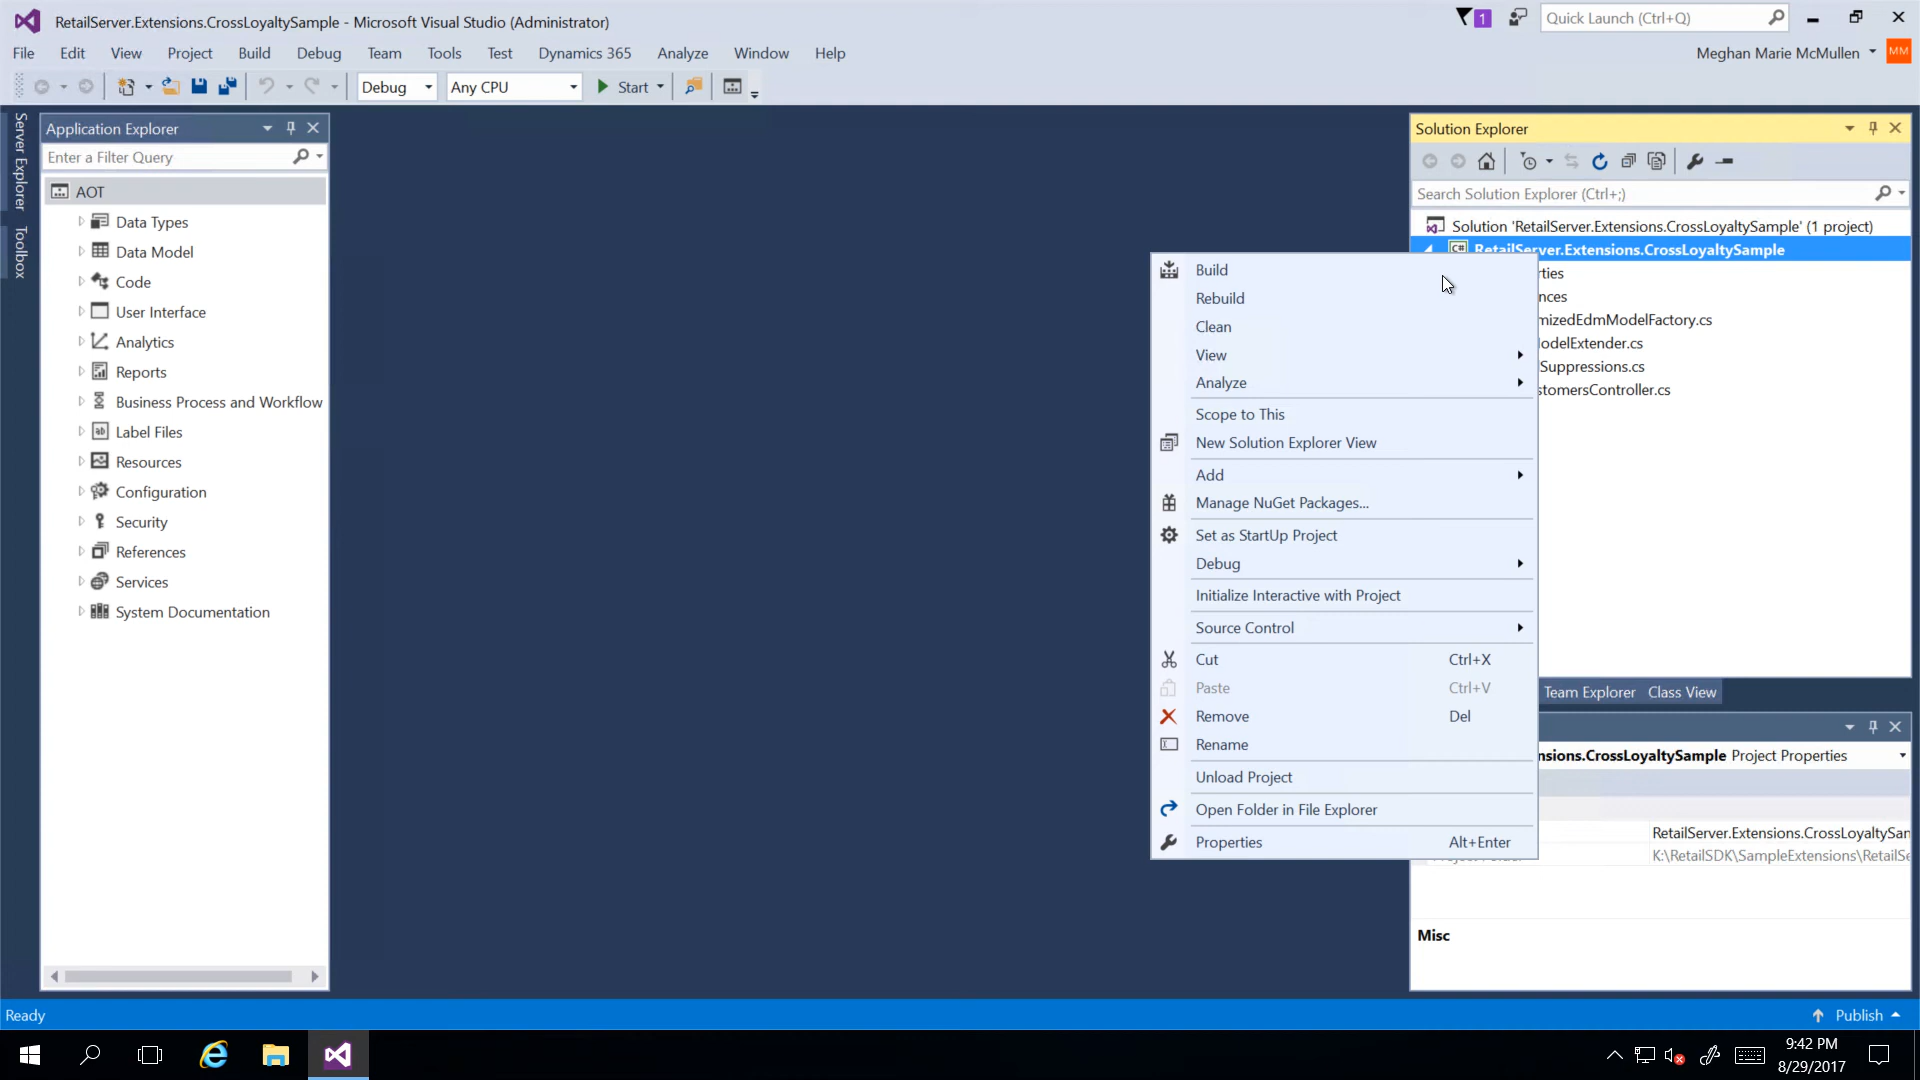 RetailServer.Extensions.CrossLoyaltySample - Microsoft Visual Studio (Administrator)
1
Quick Launch (Ctrl+Q)
File Edit View Project Build Debug Team Tools Test Dynamics 365 Analyze Window Help
Meghan Marie McMullen MM
Debug Any CPU Start
Server Explorer
Toolbox
Application Explorer
Enter a Filter Query
AOT
Data Types
Data Model
Code
User Interface
Analytics
Reports
Business Process and Workflow
Label Files
Resources
Configuration
Security
References
Services
System Documentation
Solution Explorer
Search Solution Explorer (Ctrl+;)
Solution 'RetailServer.Extensions.CrossLoyaltySample' (1 project)
C# RetailServer.Extensions.CrossLoyaltySample
rties
nces
mizedEdmModelFactory.cs
ModelExtender.cs
Suppressions.cs
stomersController.cs
Build
Rebuild
Clean
View
Analyze
Scope to This
New Solution Explorer View
Add
Manage NuGet Packages...
Set as StartUp Project
Debug
Initialize Interactive with Project
Source Control
Cut Ctrl+X
Paste Ctrl+V
Remove Del
Rename
Unload Project
Open Folder in File Explorer
Properties Alt+Enter
Team Explorer Class View
nsions.CrossLoyaltySample Project Properties
RetailServer.Extensions.CrossLoyaltySan
K:\RetailSDK\SampleExtensions\RetailSe
Misc
Ready
Publish
9:42 PM
8/29/2017